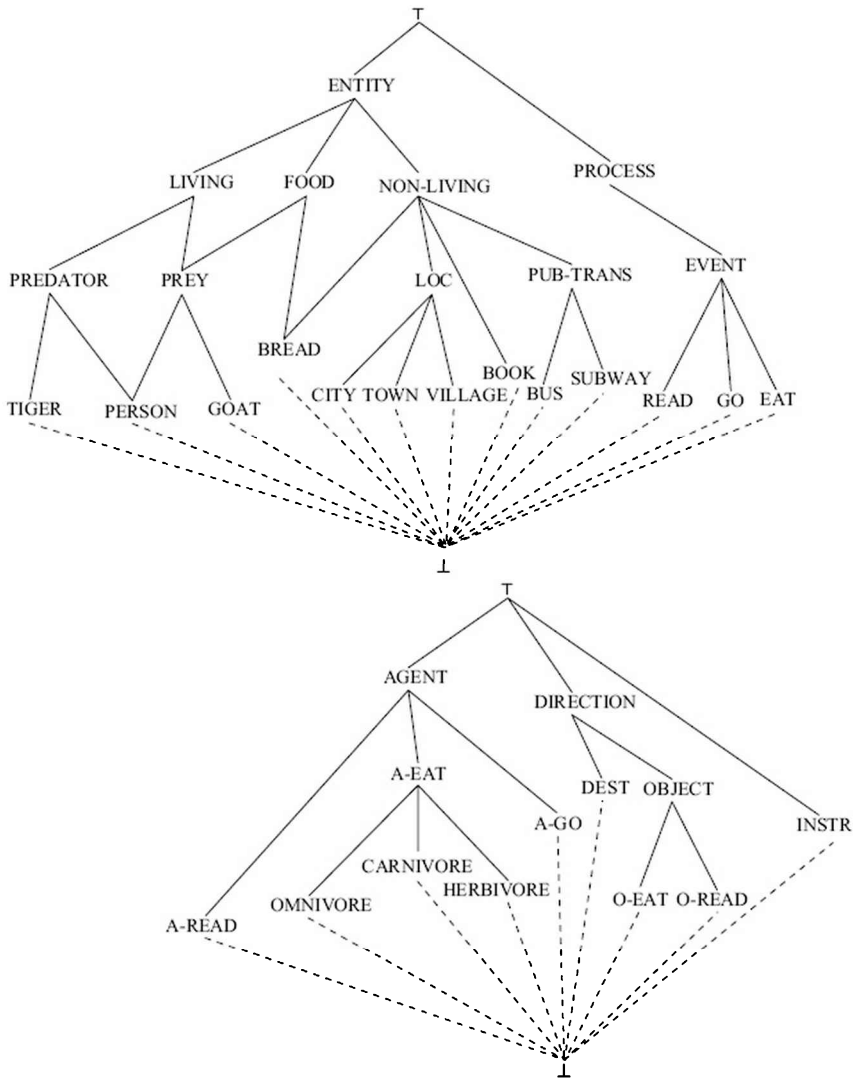 ⊤
ENTITY
PROCESS
LIVING FOOD NON-LIVING
PREDATOR PREY LOC PUB-TRANS EVENT
BREAD
BOOK SUBWAY
CITY TOWN VILLAGE BUS READ GO EAT
TIGER PERSON GOAT
⊥
⊤
AGENT
DIRECTION
A-EAT
DEST OBJECT
A-GO INSTR
CARNIVORE
HERBIVORE
OMNIVORE O-EAT O-READ
A-READ
⊥